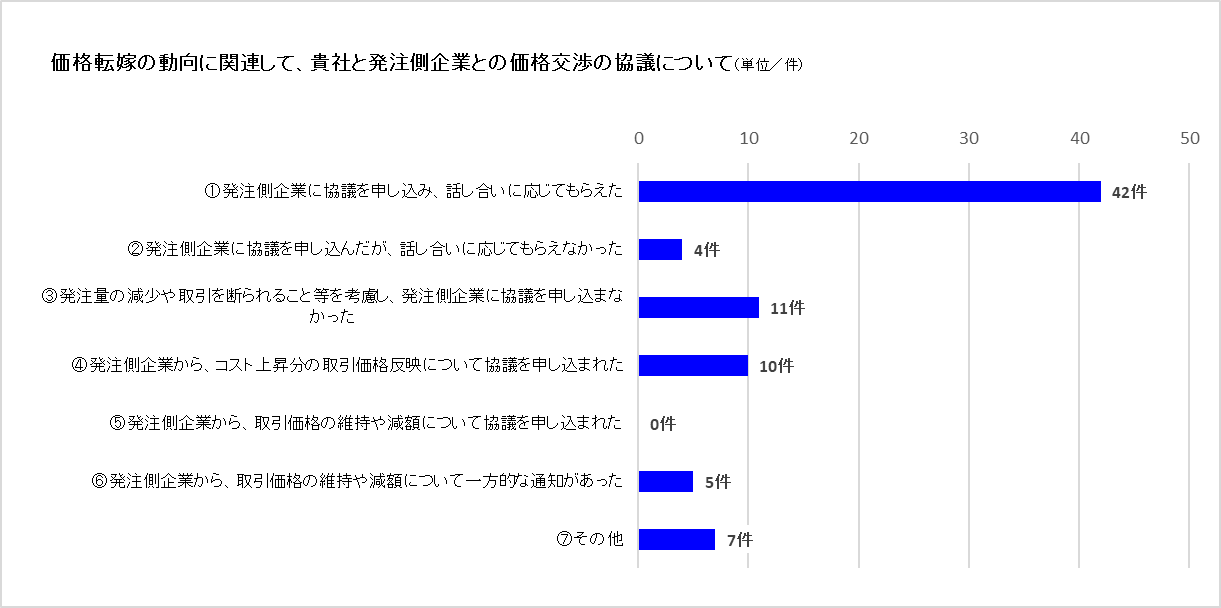 価格転嫁の動向に関連して、貴社と発注側企業との価格交渉の協議について（単位／件）
0 10 20 30 40 50
①発注側企業に協議を申し込み、話し合いに応じてもらえた 42件
②発注側企業に協議を申し込んだが、話し合いに応じてもらえなかった 4件
③発注量の減少や取引を断られること等を考慮し、発注側企業に協議を申し込まな
かった 11件
④発注側企業から、コスト上昇分の取引価格反映について協議を申し込まれた 10件
⑤発注側企業から、取引価格の維持や減額について協議を申し込まれた 0件
⑥発注側企業から、取引価格の維持や減額について一方的な通知があった 5件
⑦その他 7件